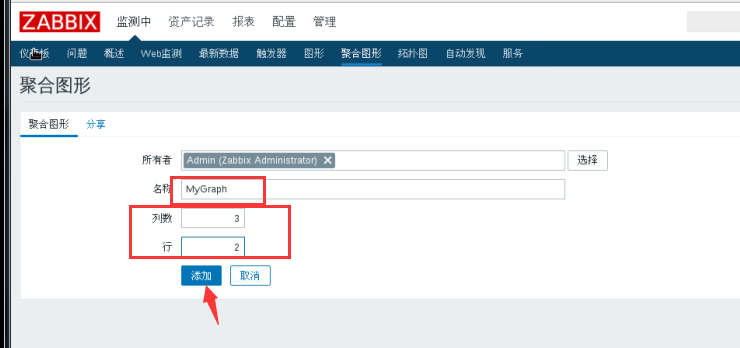 ZABBIX 监测中 资产记录 报表 配置 管理
仪表板 问题 概述 Web监测 最新数据 触发器 图形 聚合图形 拓扑图 自动发现 服务
聚合图形
聚合图形 分享
所有者 Admin (Zabbix Administrator) 选择
名称 MyGraph
列数 3
行 2
添加 取消